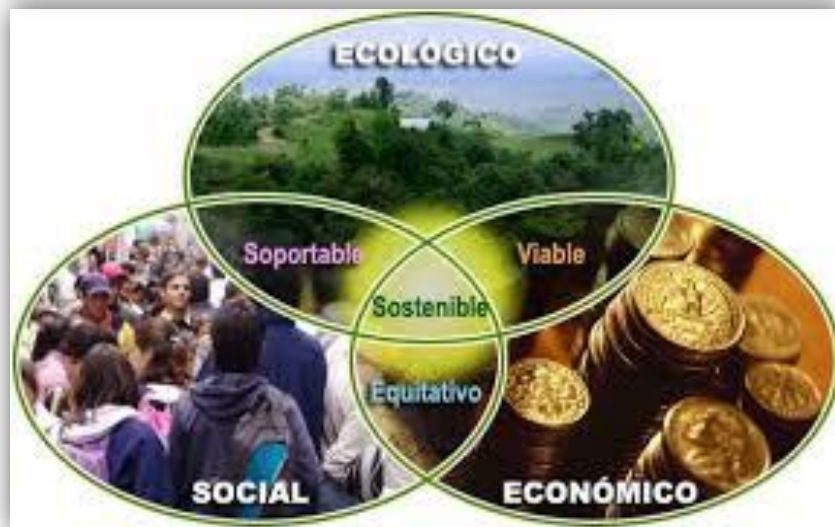 ECOLÓGICO
Soportable
Viable
Sostenible
Equitativo
SOCIAL
ECONÓMICO